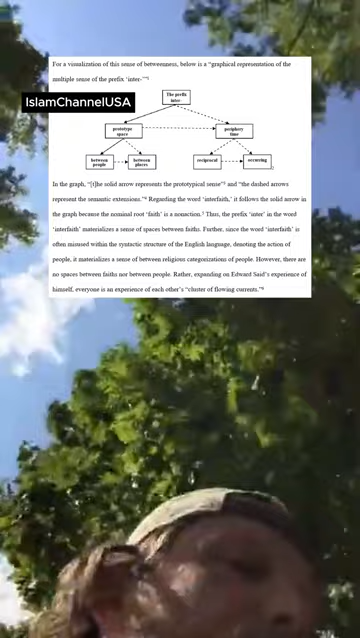 For a visualization of this sense of betweenness, below is a “graphical representation of the
multiple sense of the prefix ‘inter-’”
IslamChannelUSA
The prefix
inter-
prototype
space
periphery
time
between
people
between
places
reciprocal
occurring
In the graph, “[t]he solid arrow represents the prototypical sense” and “the dashed arrows
represent the semantic extensions.” Regarding the word ‘interfaith,’ it follows the solid arrow in
the graph because the nominal root ‘faith’ is a nonaction. Thus, the prefix ‘inter’ in the word
‘interfaith’ materializes a sense of spaces between faiths. Further, since the word ‘interfaith’ is
often misused within the syntactic structure of the English language, denoting the action of
people, it materializes a sense of between religious categorizations of people. However, there are
no spaces between faiths nor between people. Rather, expanding on Edward Said’s experience of
himself, everyone is an experience of each other’s “cluster of flowing currents.”